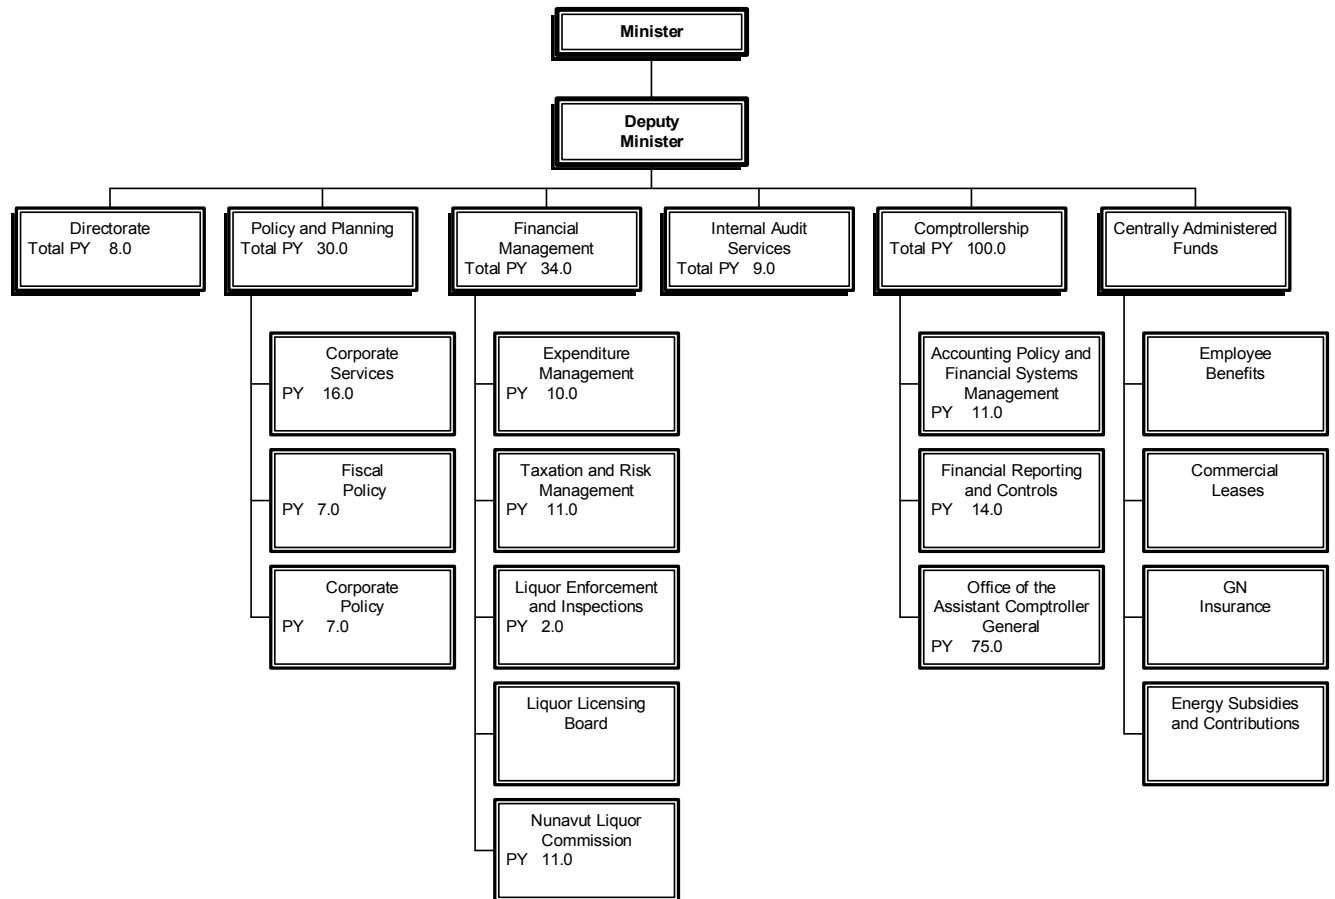 Minister
Deputy
Minister
Directorate
Total PY 8.0
Policy and Planning
Total PY 30.0
Financial
Management
Total PY 34.0
Internal Audit
Services
Total PY 9.0
Comptrollership
Total PY 100.0
Centrally Administered
Funds
Corporate
Services
PY 16.0
Fiscal
Policy
PY 7.0
Corporate
Policy
PY 7.0
Expenditure
Management
PY 10.0
Taxation and Risk
Management
PY 11.0
Liquor Enforcement
and Inspections
PY 2.0
Liquor Licensing
Board
Nunavut Liquor
Commission
PY 11.0
Accounting Policy and
Financial Systems
Management
PY 11.0
Financial Reporting
and Controls
PY 14.0
Office of the
Assistant Comptroller
General
PY 75.0
Employee
Benefits
Commercial
Leases
GN
Insurance
Energy Subsidies
and Contributions